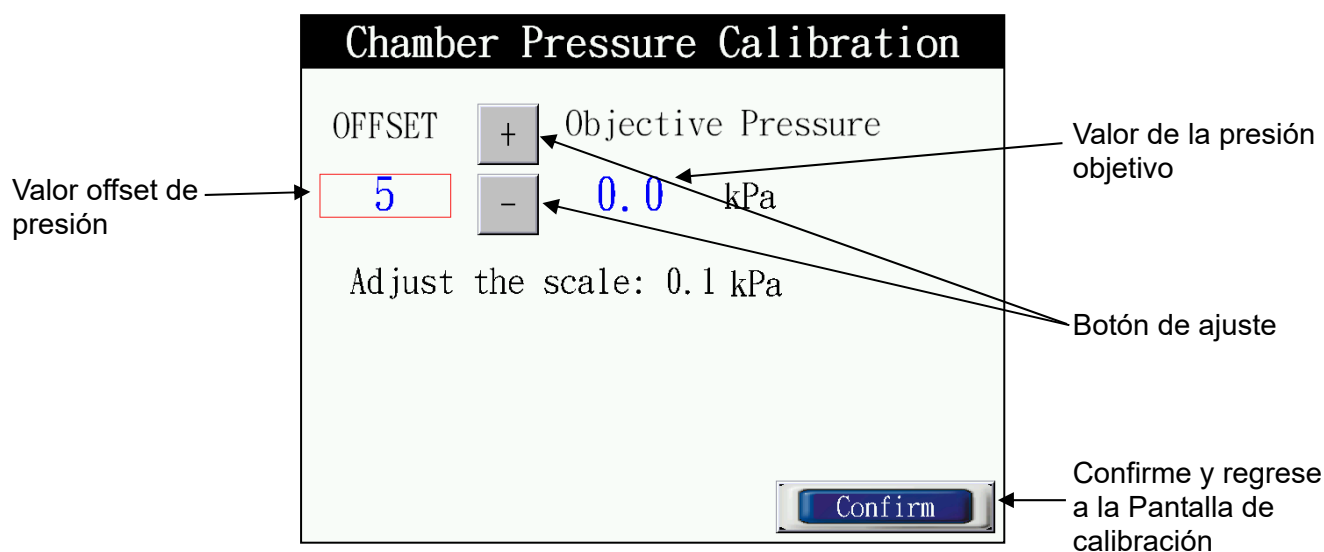 Chamber Pressure Calibration
OFFSET + Objective Pressure
Valor de la presión
objetivo
Valor offset de
presión
5 - 0.0 kPa
Adjust the scale: 0.1 kPa
Botón de ajuste
Confirm
Confirme y regrese
a la Pantalla de
calibración